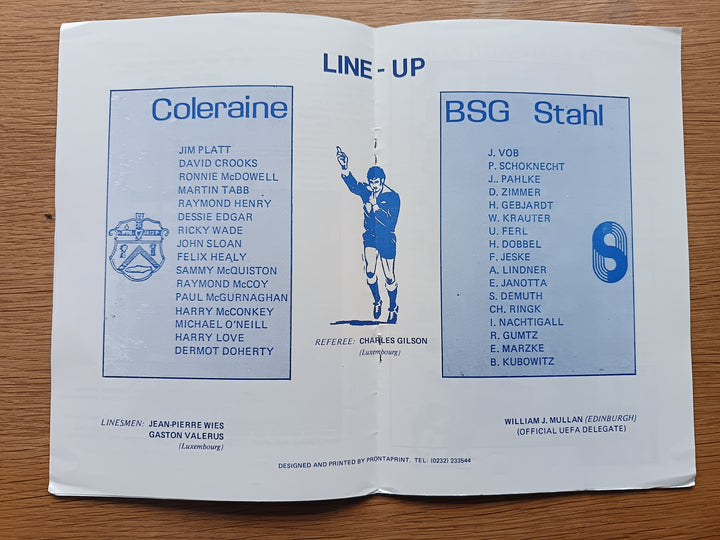 LINE - UP
Coleraine
JIM PLATT
DAVID CROOKS
RONNIE McDOWELL
MARTIN TABB
RAYMOND HENRY
DESSIE EDGAR
RICKY WADE
JOHN SLOAN
FELIX HEALY
SAMMY McQUISTON
RAYMOND McCOY
PAUL McGURNAGHAN
HARRY McCONKEY
MICHAEL O'NEILL
HARRY LOVE
DERMOT DOHERTY
LINESMEN: JEAN-PIERRE WIES
GASTON VALERUS
(Luxembourg)
REFEREE: CHARLES GILSON
(Luxembourg)
BSG Stahl
J. VOB
P. SCHOKNECHT
J.. PAHLKE
D. ZIMMER
H. GEBJARDT
W. KRAUTER
U. FERL
H. DOBBEL
F. JESKE
A. LINDNER
E. JANOTTA
S. DEMUTH
CH. RINGK
I. NACHTIGALL
R. GUMTZ
E. MARZKE
B. KUBOWITZ
WILLIAM J. MULLAN (EDINBURGH)
(OFFICIAL UEFA DELEGATE)
DESIGNED AND PRINTED BY PRONTAPRINT. TEL: (0232) 233544